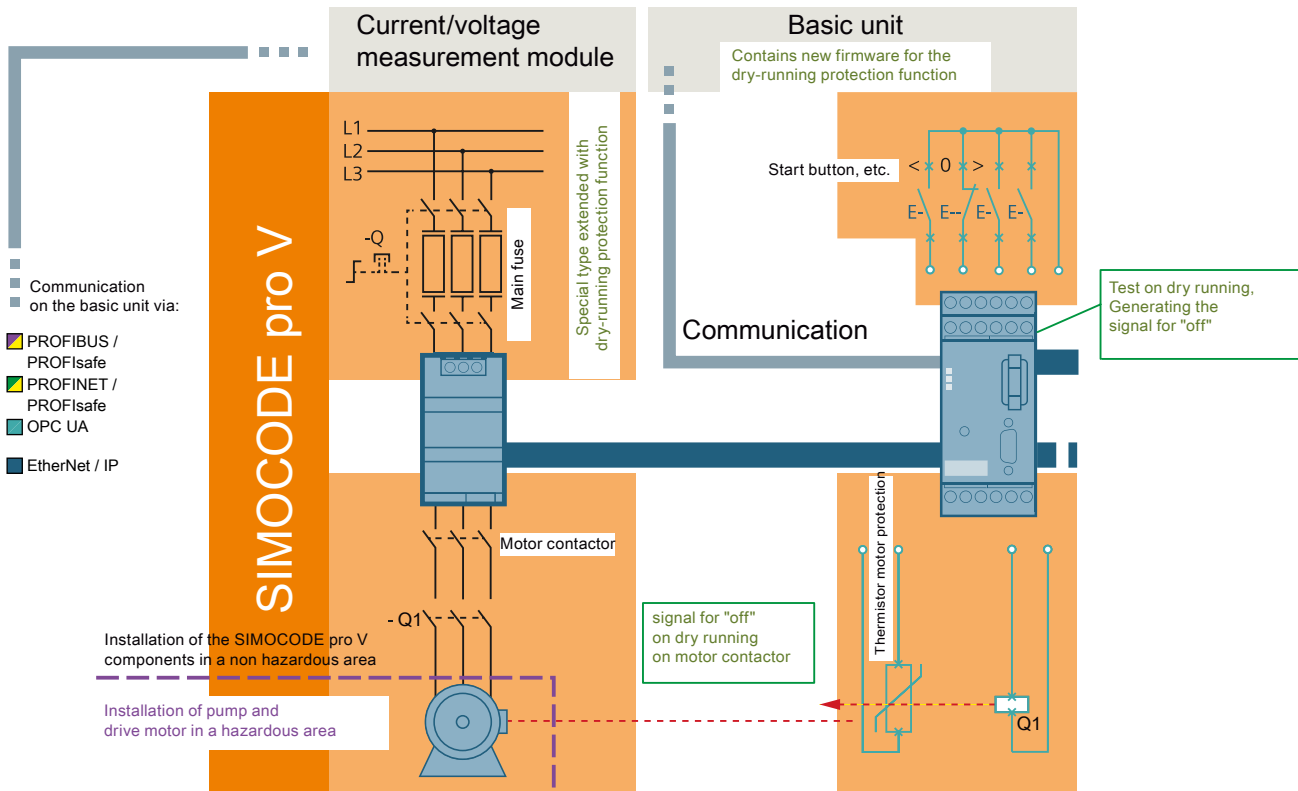 Current/voltage
measurement module
Basic unit
Contains new firmware for the
dry-running protection function
L1
L2
L3
-Q
Main fuse
Special type extended with
dry-running protection function
Start button, etc.
< 0 >
E- E-- E- E-
SIMOCODE pro V
Communication
on the basic unit via:
PROFIBUS /
PROFIsafe
PROFINET /
PROFIsafe
OPC UA
EtherNet / IP
Communication
Test on dry running,
Generating the
signal for "off"
Motor contactor
- Q1
Thermistor motor protection
signal for "off"
on dry running
on motor contactor
Installation of the SIMOCODE pro V
components in a non hazardous area
Installation of pump and
drive motor in a hazardous area
Q1